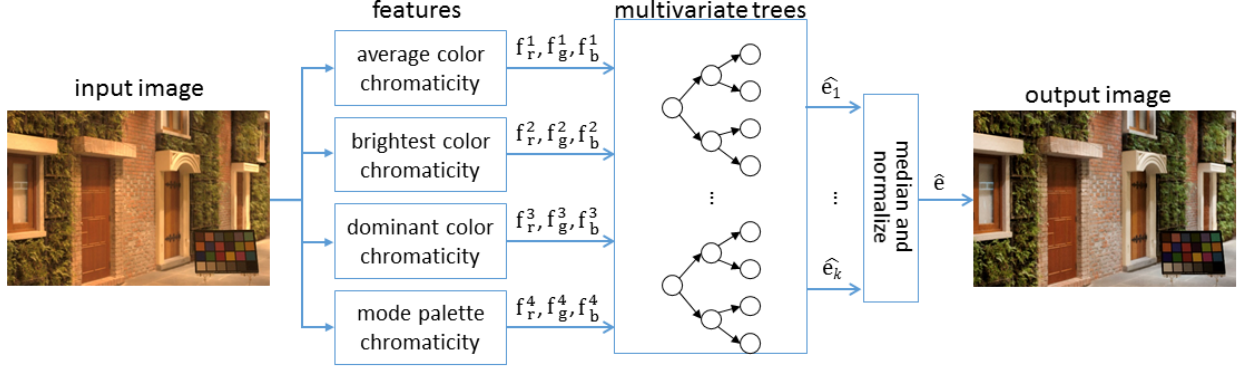 features
multivariate trees
input image
output image
average color
chromaticity
f_r^1, f_g^1, f_b^1
brightest color
chromaticity
f_r^2, f_g^2, f_b^2
dominant color
chromaticity
f_r^3, f_g^3, f_b^3
mode palette
chromaticity
f_r^4, f_g^4, f_b^4
...
ê_1
...
ê_k
median and
normalize
ê